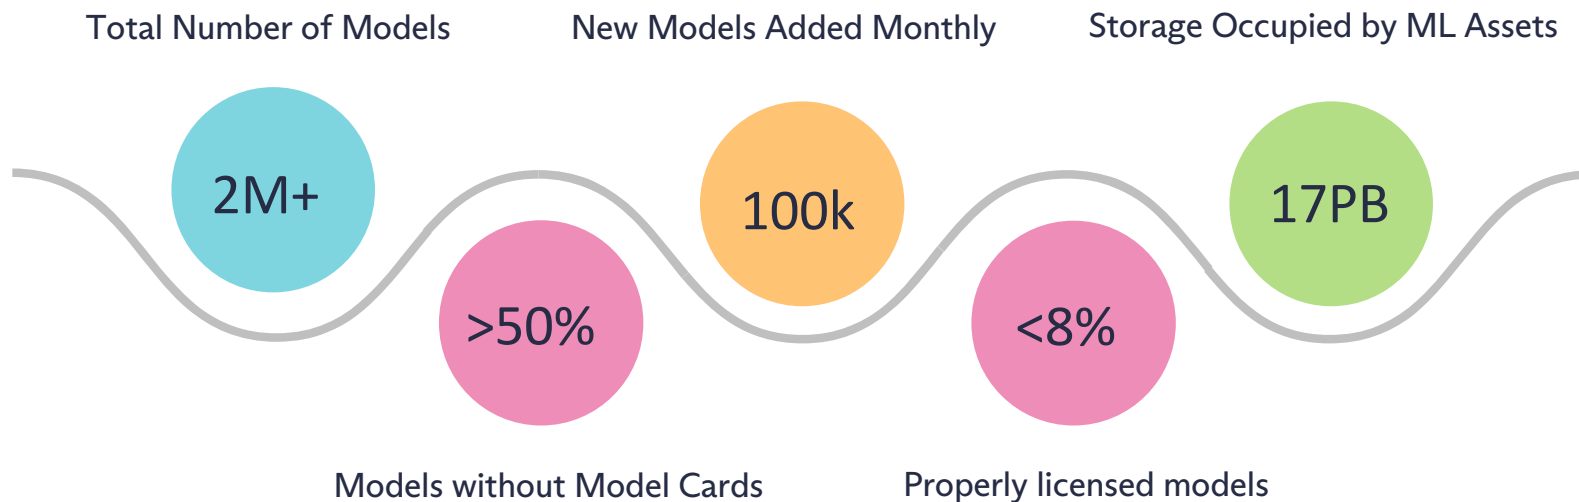 Total Number of Models
New Models Added Monthly
Storage Occupied by ML Assets
2M+
100k
17PB
>50%
<8%
Models without Model Cards
Properly licensed models